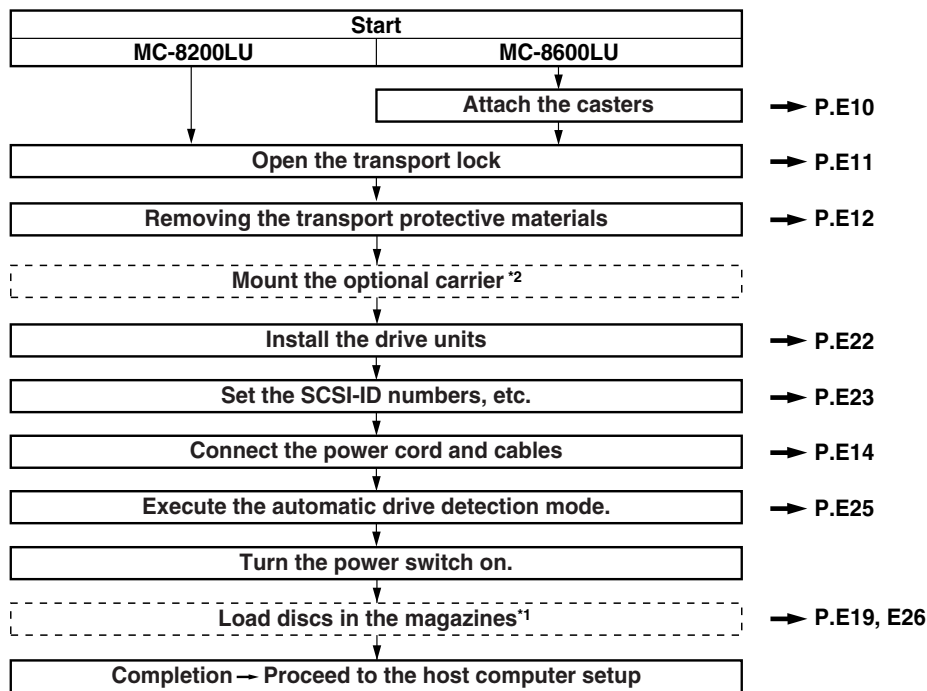 Start
MC-8200LU MC-8600LU
Attach the casters → P.E10
Open the transport lock → P.E11
Removing the transport protective materials → P.E12
Mount the optional carrier *2
Install the drive units → P.E22
Set the SCSI-ID numbers, etc. → P.E23
Connect the power cord and cables → P.E14
Execute the automatic drive detection mode. → P.E25
Turn the power switch on.
Load discs in the magazines*1 → P.E19, E26
Completion → Proceed to the host computer setup